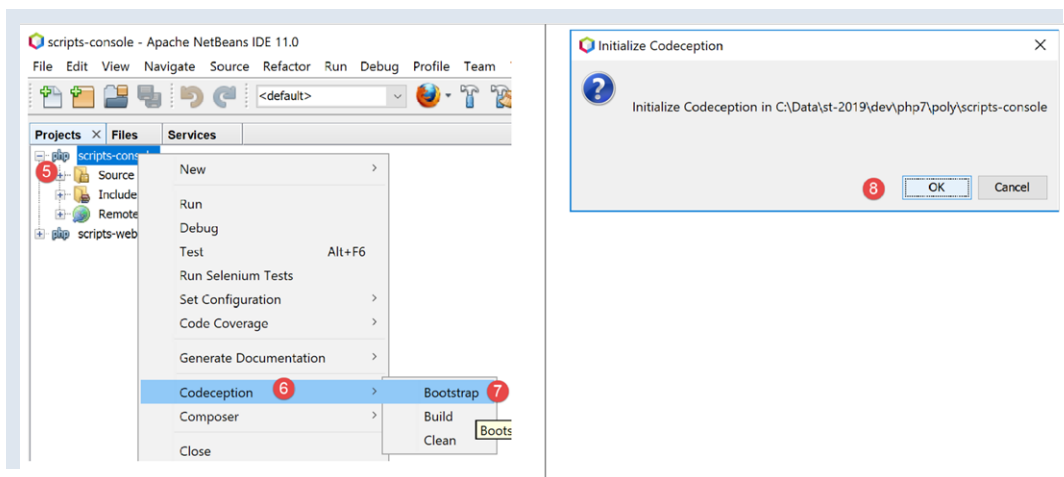 scripts-console - Apache NetBeans IDE 11.0
File Edit View Navigate Source Refactor Run Debug Profile Team
<default>
Projects × Files Services
scripts-console
5
Source
Include
Remote
scripts-web
New
Run
Debug
Test Alt+F6
Run Selenium Tests
Set Configuration
Code Coverage
Generate Documentation
Codeception 6
Composer
Close
Bootstrap 7
Build
Boots
Clean
Initialize Codeception
Initialize Codeception in C:\Data\st-2019\dev\php7\poly\scripts-console
8 OK Cancel